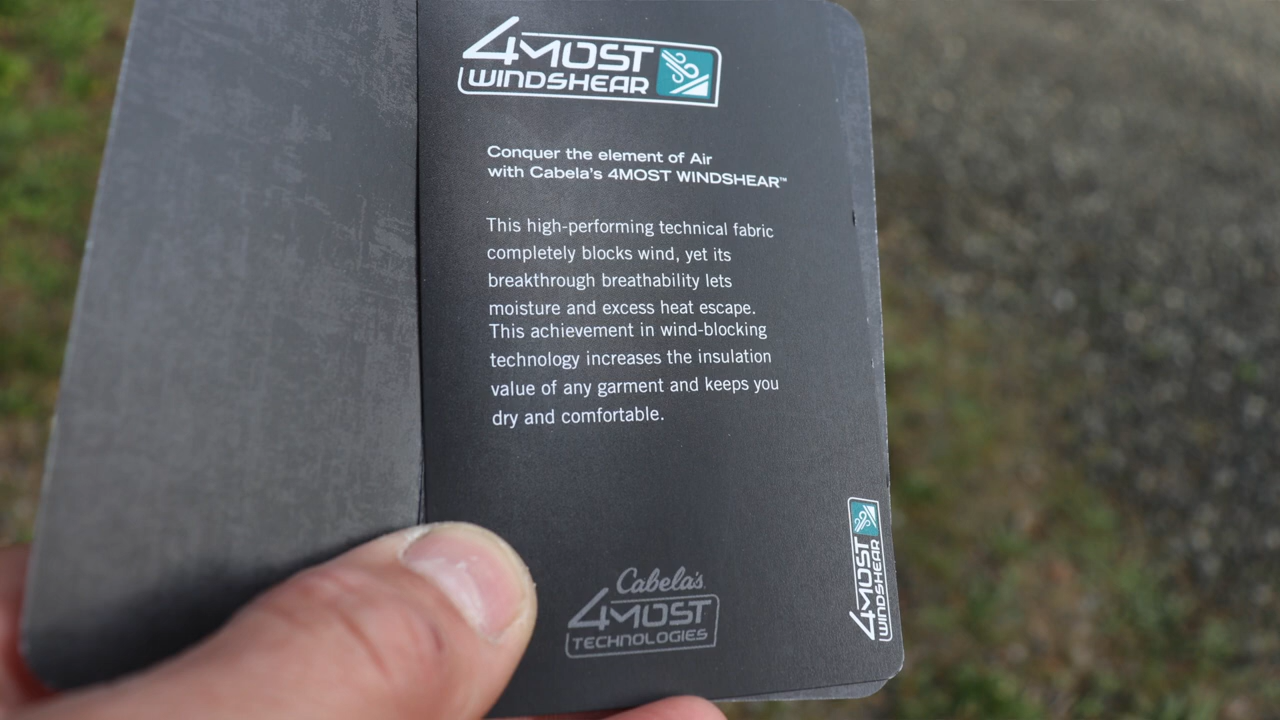 4MOST
WINDSHEAR
Conquer the element of Air
with Cabela's 4MOST WINDSHEAR™
This high-performing technical fabric
completely blocks wind, yet its
breakthrough breathability lets
moisture and excess heat escape.
This achievement in wind-blocking
technology increases the insulation
value of any garment and keeps you
dry and comfortable.
4MOST
WINDSHEAR
Cabela's
4MOST
TECHNOLOGIES